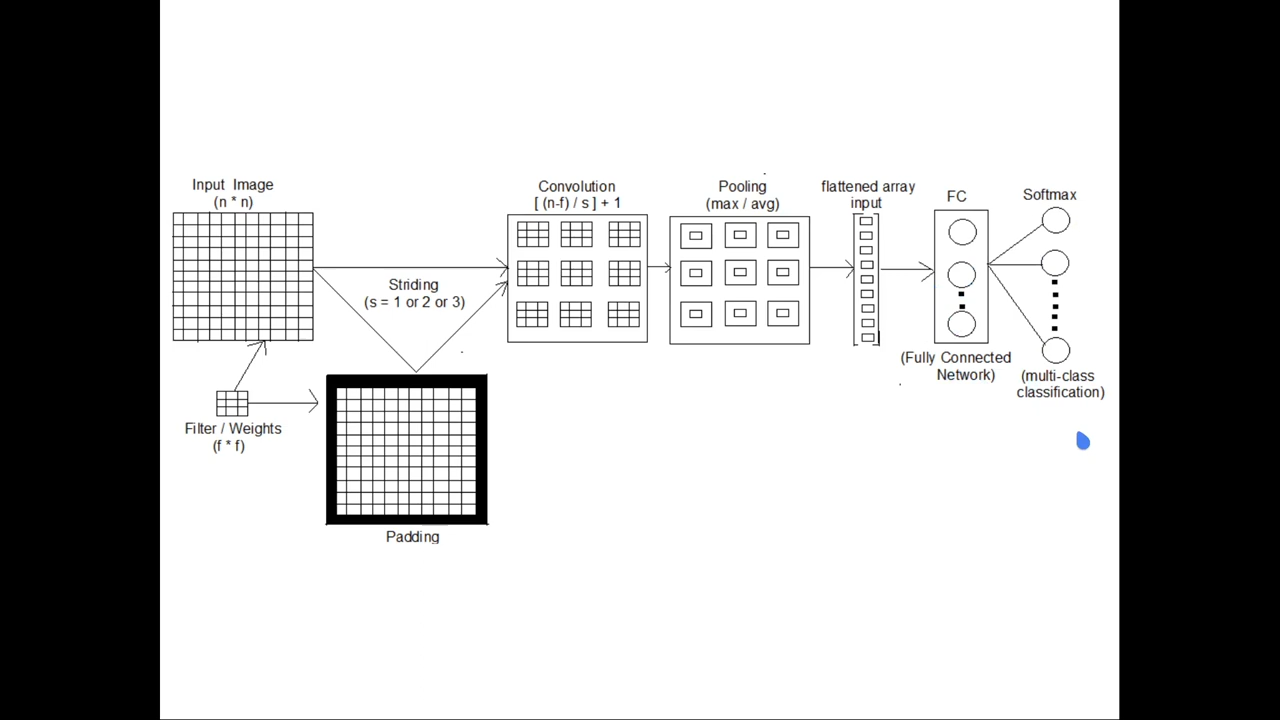 Input Image
(n * n)
Filter / Weights
(f * f)
Striding
(s = 1 or 2 or 3)
Padding
Convolution
[ (n-f) / s ] + 1
Pooling
(max / avg)
flattened array
input
FC
(Fully Connected
Network)
Softmax
(multi-class
classification)